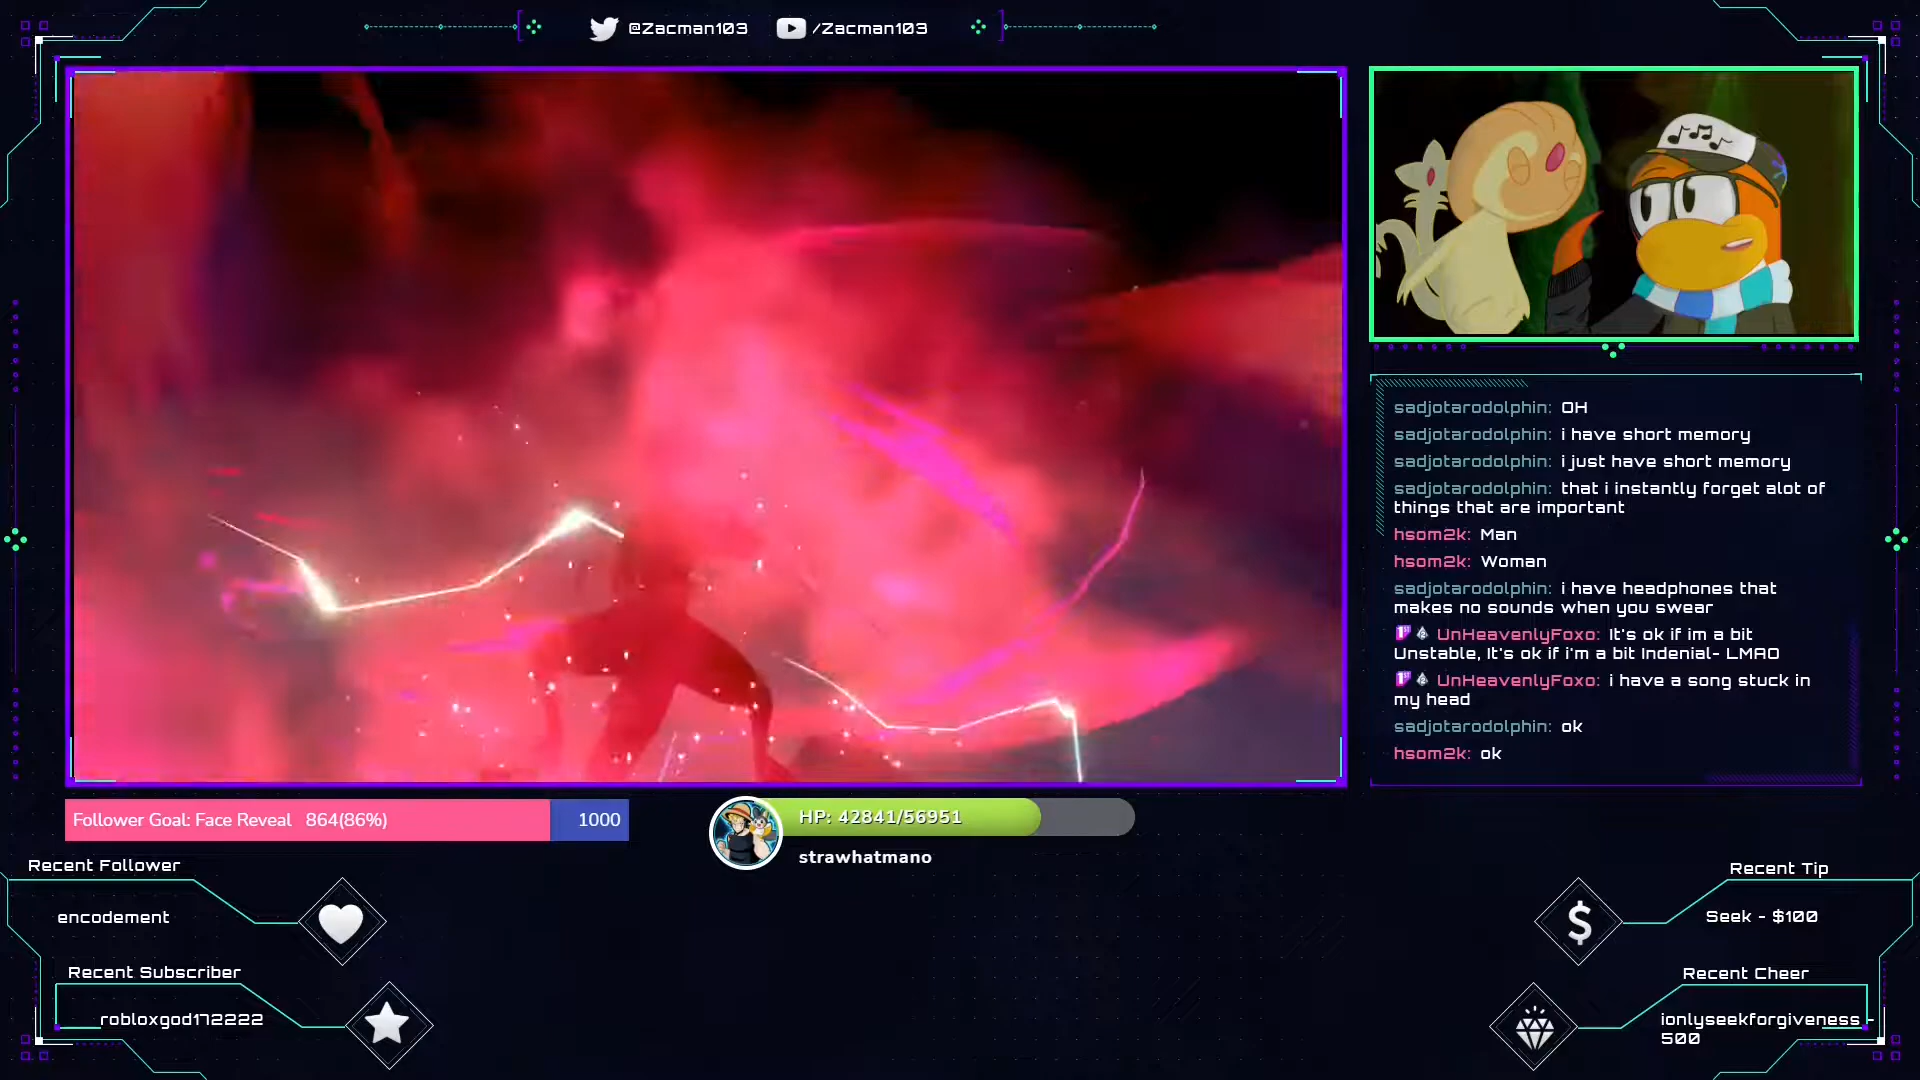 @Zacman103
/Zacman103
sadjotarodolphin: OH
sadjotarodolphin: i have short memory
sadjotarodolphin: i just have short memory
sadjotarodolphin: that i instantly forget alot of
things that are important
hsom2k: Man
hsom2k: Woman
sadjotarodolphin: i have headphones that
makes no sounds when you swear
UnHeavenlyFoxo: It's ok if im a bit
Unstable, It's ok if i'm a bit Indenial- LMAO
UnHeavenlyFoxo: i have a song stuck in
my head
sadjotarodolphin: ok
hsom2k: ok
Follower Goal: Face Reveal 864(86%)
1000
HP: 42841/56951
strawhatmano
Recent Follower
encodement
Recent Subscriber
robloxgod172222
Recent Tip
Seek - $100
Recent Cheer
ionlyseekforgiveness -
500